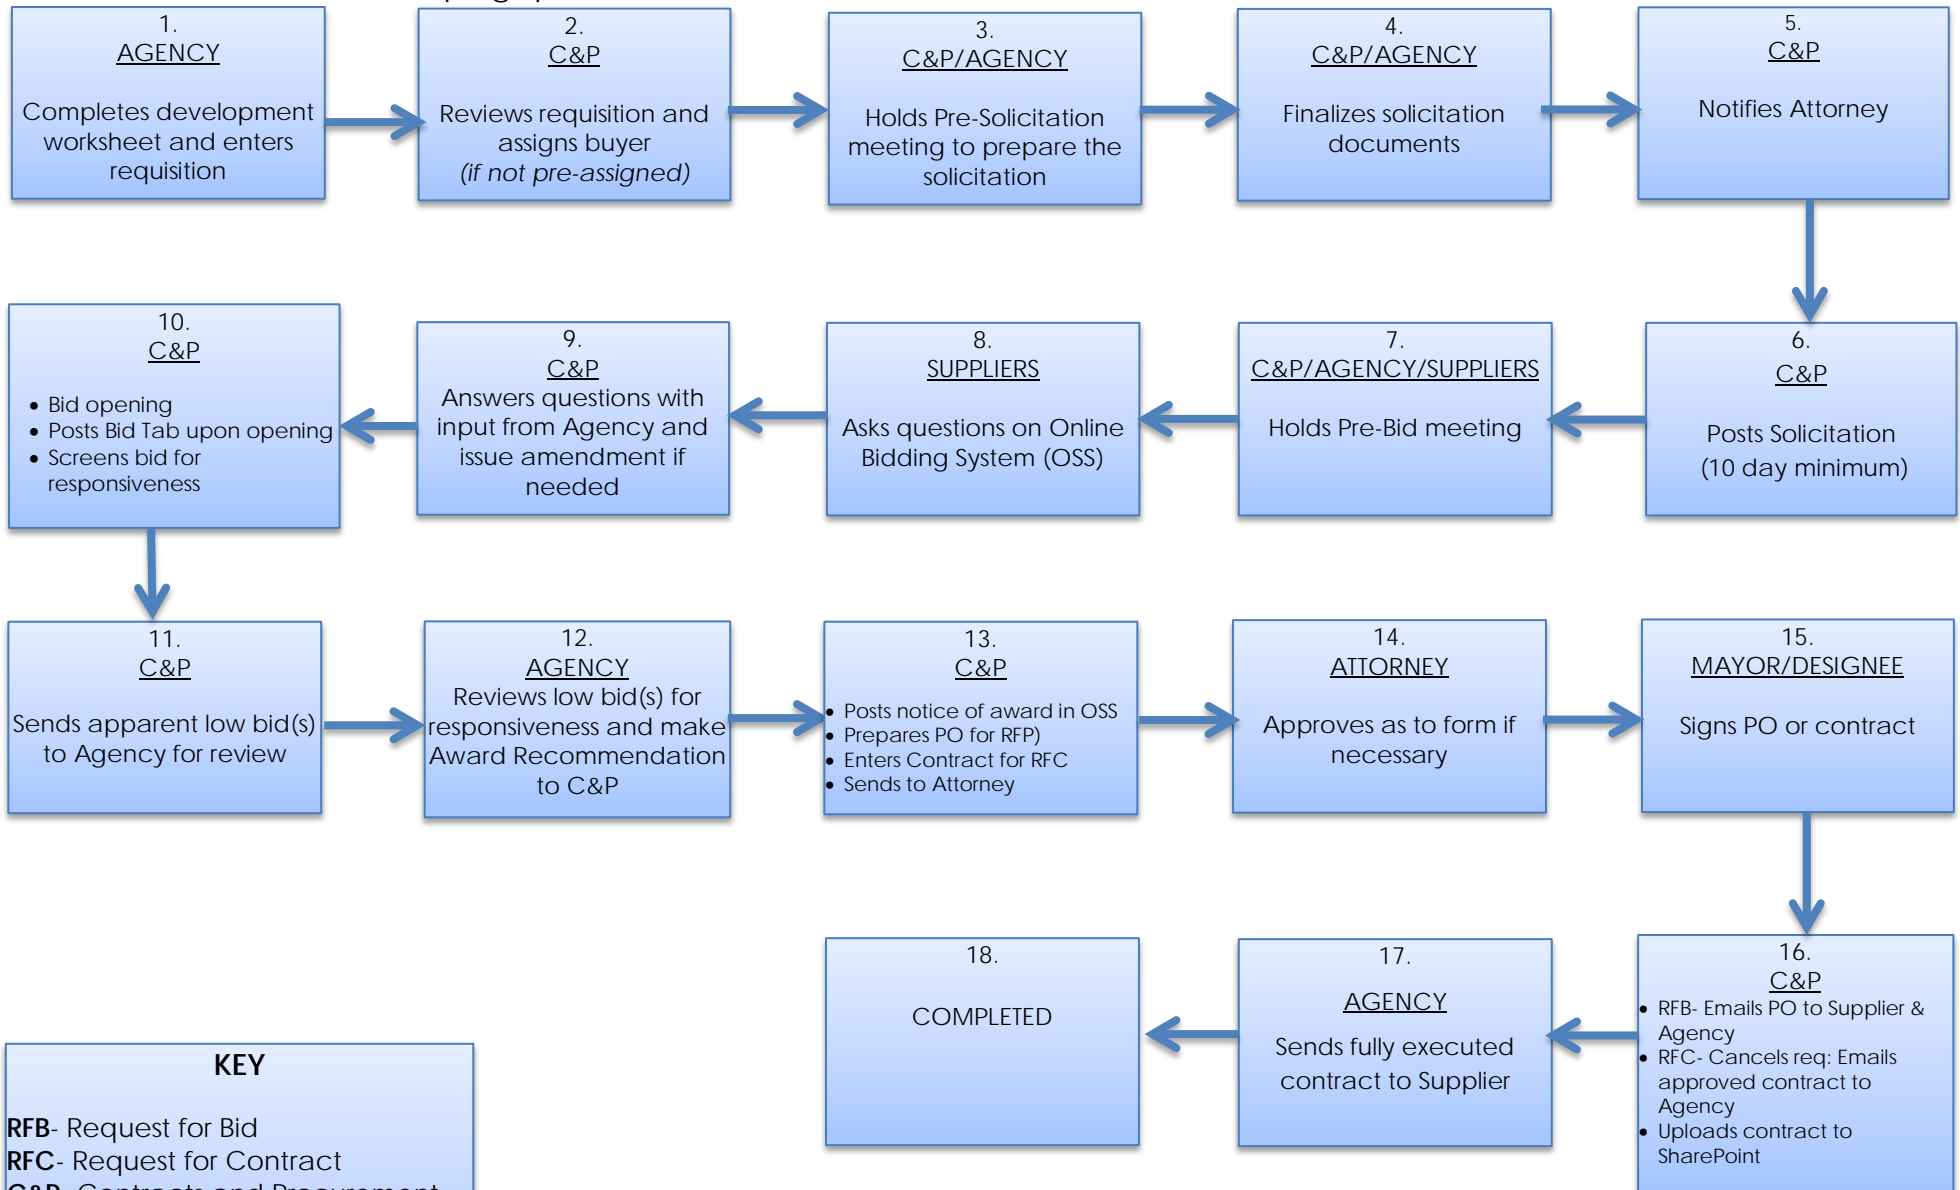 1.
AGENCY
Completes development
worksheet and enters
requisition
2.
C&P
Reviews requisition and
assigns buyer
(if not pre-assigned)
3.
C&P/AGENCY
Holds Pre-Solicitation
meeting to prepare the
solicitation
4.
C&P/AGENCY
Finalizes solicitation
documents
5.
C&P
Notifies Attorney
6.
C&P
Posts Solicitation
(10 day minimum)
7.
C&P/AGENCY/SUPPLIERS
Holds Pre-Bid meeting
8.
SUPPLIERS
Asks questions on Online
Bidding System (OSS)
9.
C&P
Answers questions with
input from Agency and
issue amendment if
needed
10.
C&P
• Bid opening
• Posts Bid Tab upon opening
• Screens bid for
responsiveness
11.
C&P
Sends apparent low bid(s)
to Agency for review
12.
AGENCY
Reviews low bid(s) for
responsiveness and make
Award Recommendation
to C&P
13.
C&P
• Posts notice of award in OSS
• Prepares PO for RFP)
• Enters Contract for RFC
• Sends to Attorney
14.
ATTORNEY
Approves as to form if
necessary
15.
MAYOR/DESIGNEE
Signs PO or contract
16.
C&P
• RFB- Emails PO to Supplier &
Agency
• RFC- Cancels req: Emails
approved contract to
Agency
• Uploads contract to
SharePoint
17.
AGENCY
Sends fully executed
contract to Supplier
18.
COMPLETED
KEY
RFB- Request for Bid
RFC- Request for Contract
C&P- Contracts and Procurement